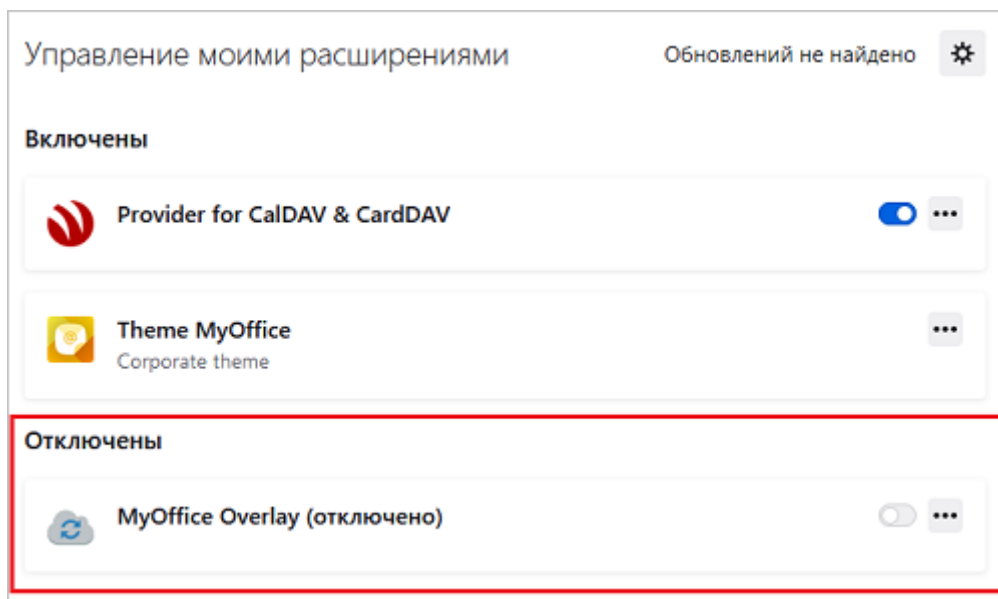 Управление моими расширениями
Обновлений не найдено
Включены
Provider for CalDAV & CardDAV
Theme MyOffice
Corporate theme
Отключены
MyOffice Overlay (отключено)